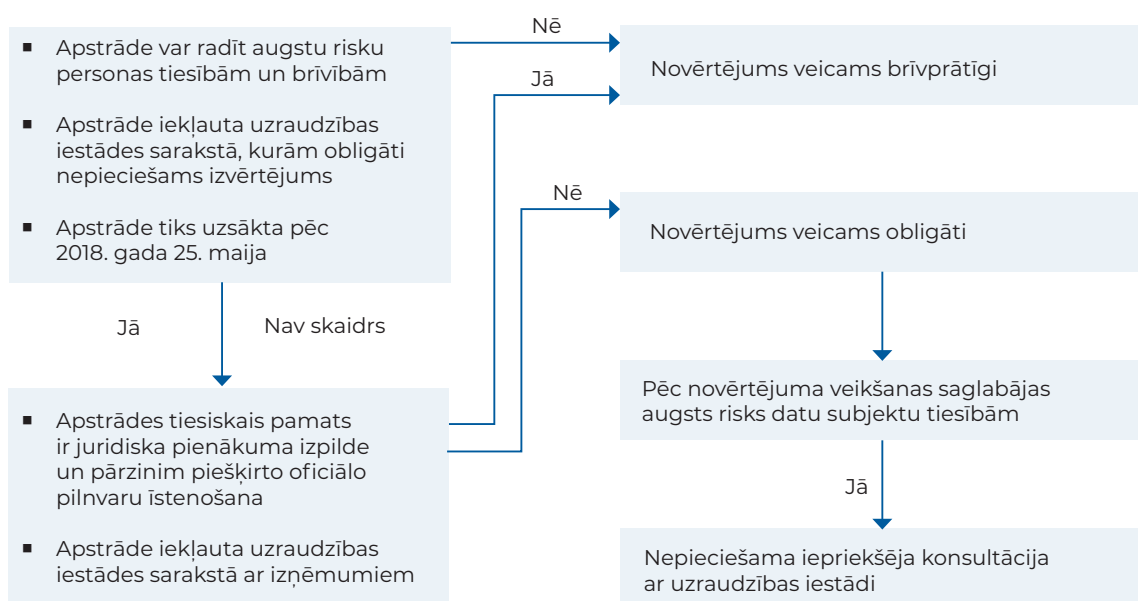 ▪ Apstrāde var radīt augstu risku
personas tiesībām un brīvībām
▪ Apstrāde iekļauta uzraudzības
iestādes sarakstā, kurām obligāti
nepieciešams izvērtējums
▪ Apstrāde tiks uzsākta pēc
2018. gada 25. maija
Nē
Jā
Novērtējums veicams brīvprātīgi
Nē
Novērtējums veicams obligāti
Jā
Nav skaidrs
▪ Apstrādes tiesiskais pamats
ir juridiska pienākuma izpilde
un pārzinim piešķirto oficiālo
pilnvaru īstenošana
▪ Apstrāde iekļauta uzraudzības
iestādes sarakstā ar izņēmumiem
Pēc novērtējuma veikšanas saglabājas
augsts risks datu subjektu tiesībām
Jā
Nepieciešama iepriekšēja konsultācija
ar uzraudzības iestādi